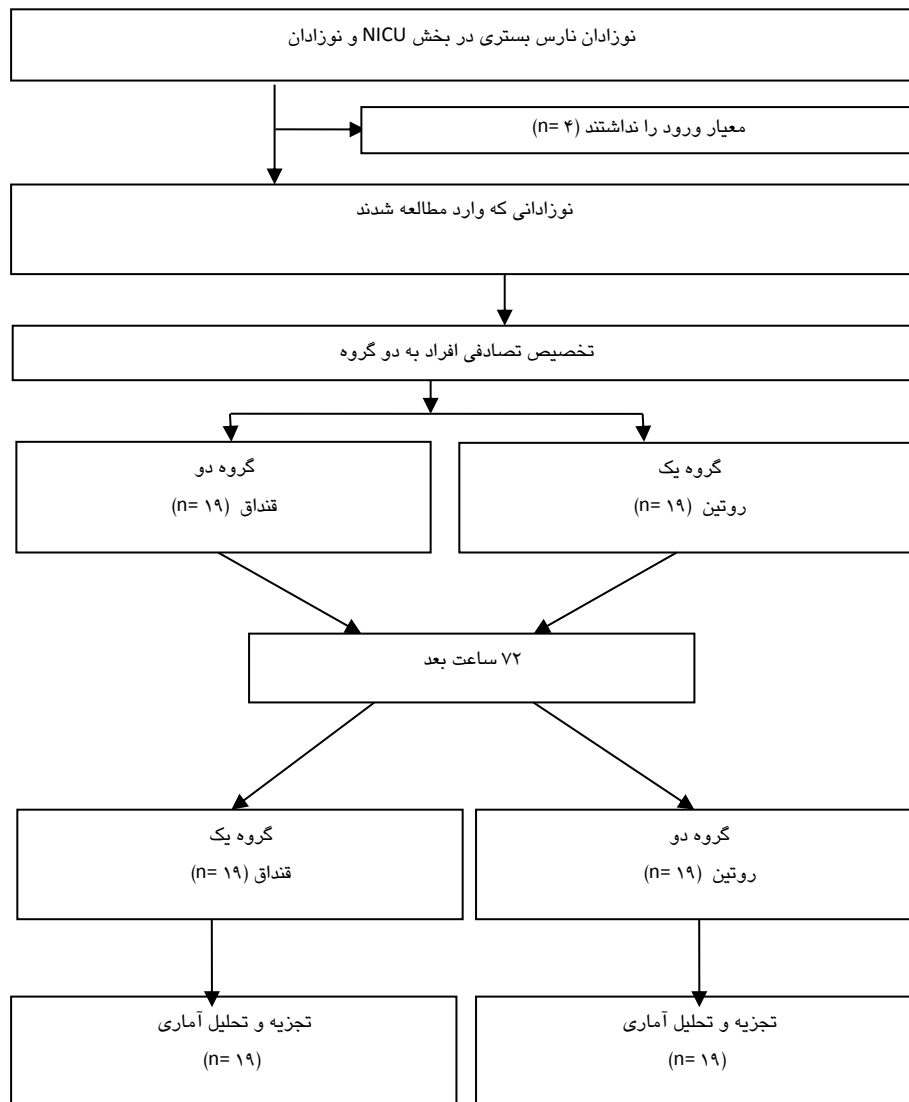 نوزادان نارس بستری در بخش NICU و نوزادان
معیار ورود را نداشتند (n= ۴)
نوزادانی که وارد مطالعه شدند
تخصیص تصادفی افراد به دو گروه
گروه یک
روتین (n= ۱۹)
گروه دو
قنداق (n= ۱۹)
۷۲ ساعت بعد
گروه دو
روتین (n= ۱۹)
گروه یک
قنداق (n= ۱۹)
تجزیه و تحلیل آماری
(n= ۱۹)
تجزیه و تحلیل آماری
(n= ۱۹)